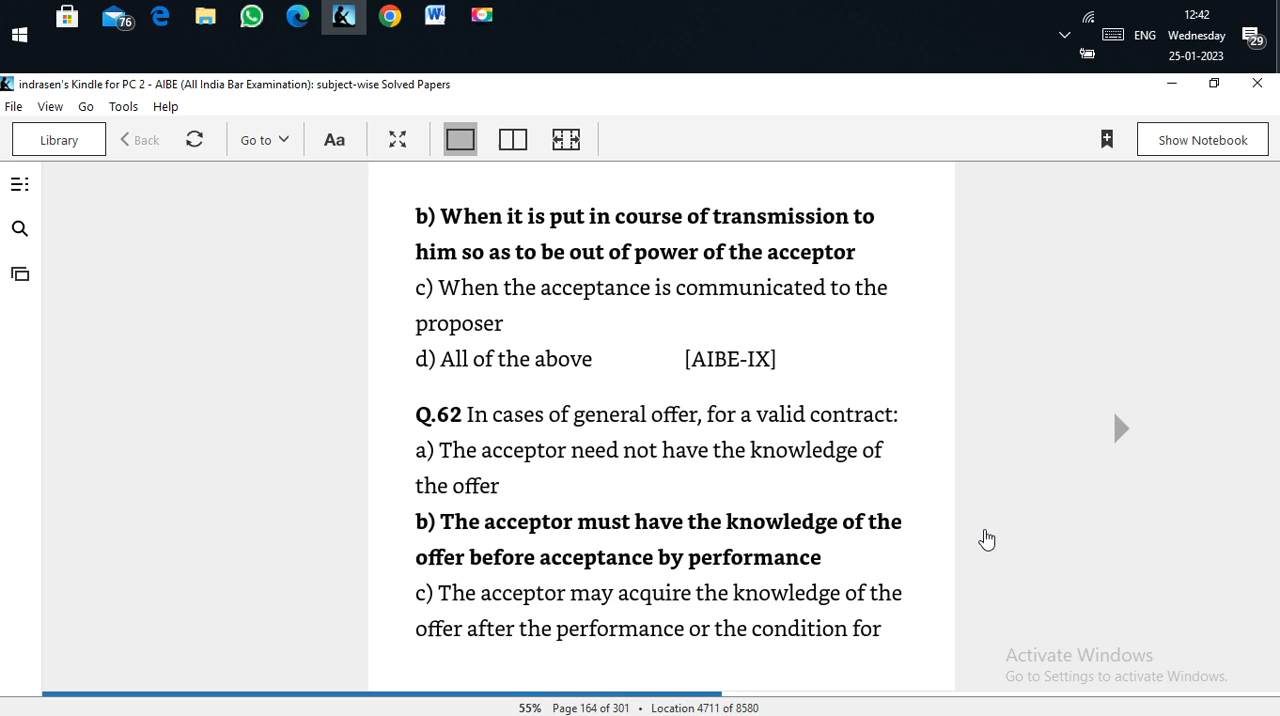 76
12:42
ENG Wednesday
25-01-2023
29
indrasen's Kindle for PC 2 - AIBE (All India Bar Examination): subject-wise Solved Papers
File View Go Tools Help
Library Back Go to Aa Show Notebook
b) When it is put in course of transmission to
him so as to be out of power of the acceptor
c) When the acceptance is communicated to the
proposer
d) All of the above [AIBE-IX]
Q.62 In cases of general offer, for a valid contract:
a) The acceptor need not have the knowledge of
the offer
b) The acceptor must have the knowledge of the
offer before acceptance by performance
c) The acceptor may acquire the knowledge of the
offer after the performance or the condition for
Activate Windows
Go to Settings to activate Windows.
55% Page 164 of 301 • Location 4711 of 8580